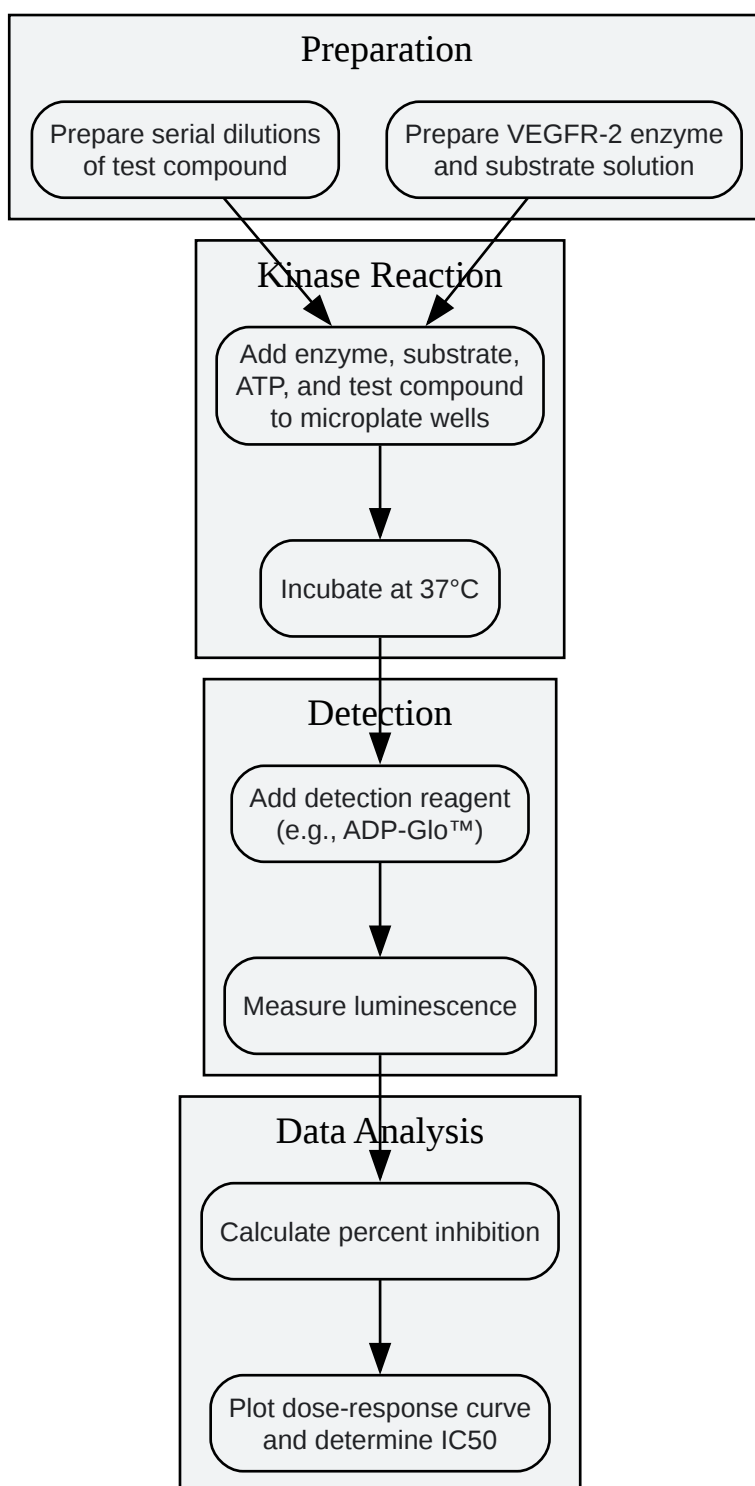 Preparation
Prepare serial dilutions
of test compound
Prepare VEGFR-2 enzyme
and substrate solution
Kinase Reaction
Add enzyme, substrate,
ATP, and test compound
to microplate wells
Incubate at 37°C
Detection
Add detection reagent
(e.g., ADP-Glo™)
Measure luminescence
Data Analysis
Calculate percent inhibition
Plot dose-response curve
and determine IC50